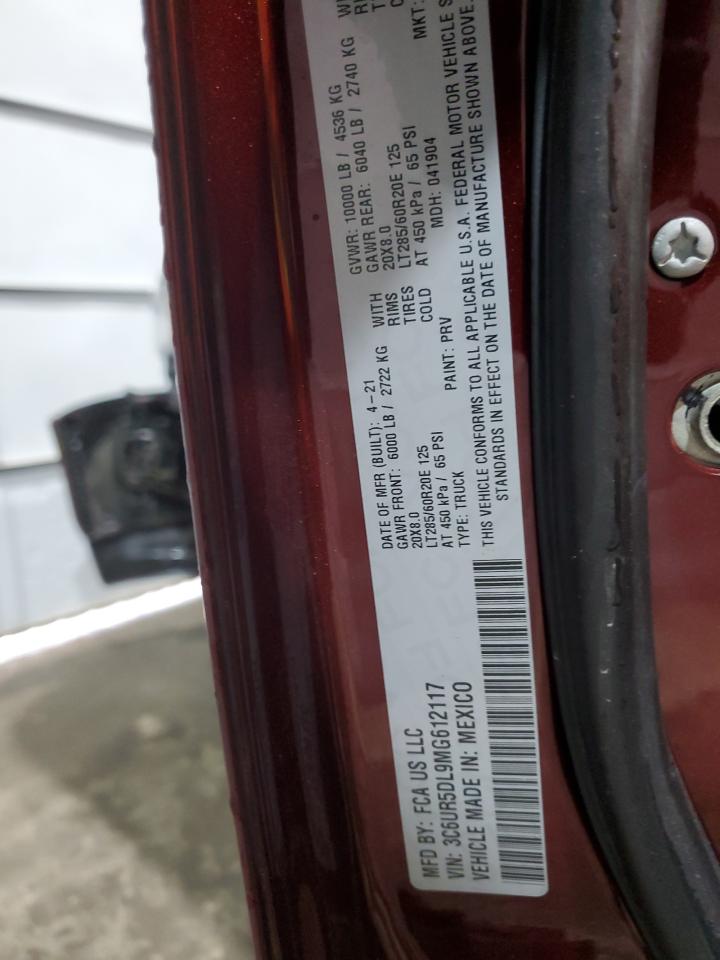 MFD BY: FCA US LLC
VIN: 3C6UR5DL9MG612117
VEHICLE MADE IN: MEXICO
DATE OF MFR (BUILT): 4-21 GVWR: 10000 LB / 4536 KG
GAWR FRONT: 6000 LB / 2722 KG WITH GAWR REAR: 6040 LB / 2740 KG
20X8.0 RIMS 20X8.0
LT285/60R20E 125 TIRES LT285/60R20E 125
AT 450 kPa / 65 PSI COLD AT 450 kPa / 65 PSI
TYPE: TRUCK PAINT: PRV MDH: 041904 MKT:
THIS VEHICLE CONFORMS TO ALL APPLICABLE U.S.A. FEDERAL MOTOR VEHICLE
STANDARDS IN EFFECT ON THE DATE OF MANUFACTURE SHOWN ABOVE.